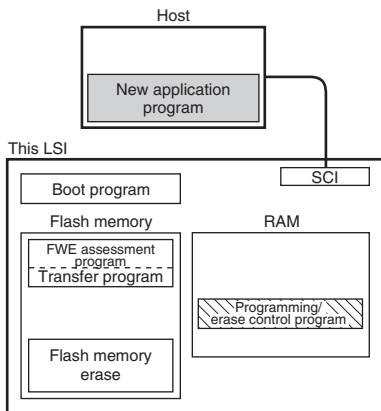 Host
New application
program
This LSI
SCI
Boot program
Flash memory
RAM
FWE assessment
program
Transfer program
Programming/
erase control program
Flash memory
erase